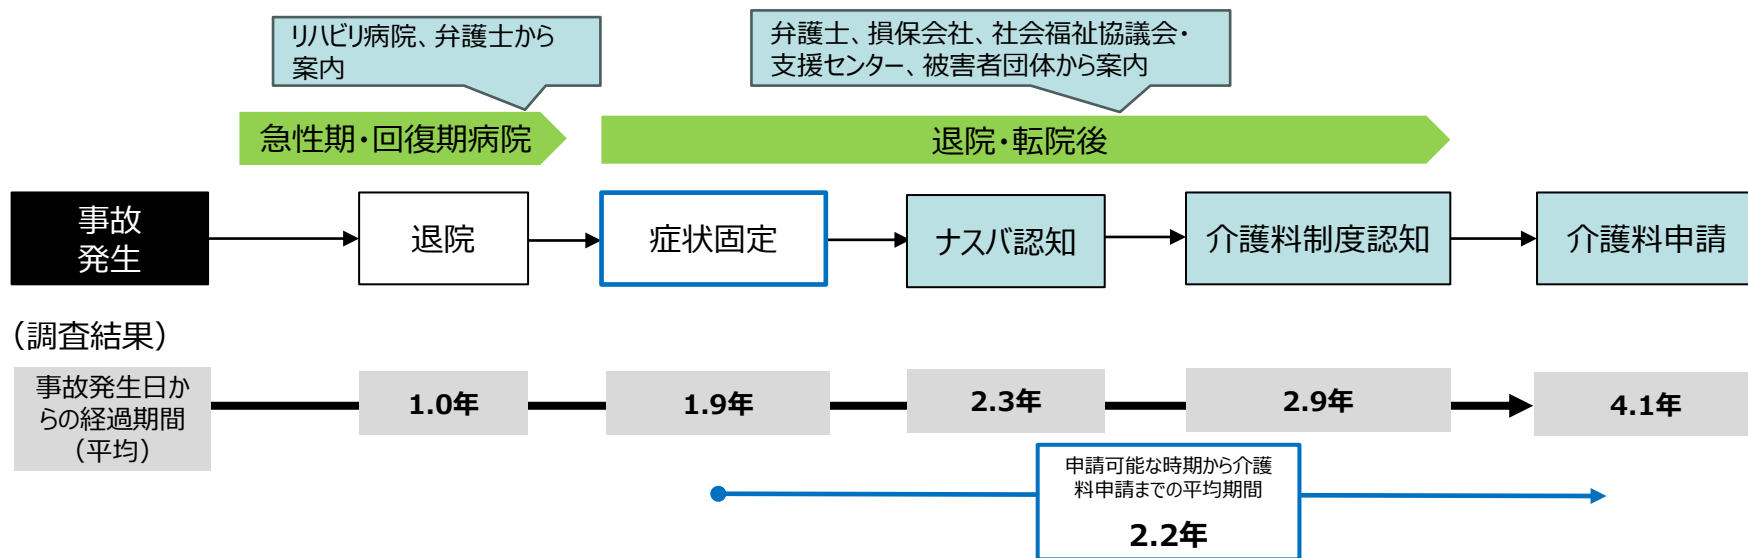 リハビリ病院、弁護士から
案内
弁護士、損保会社、社会福祉協議会・
支援センター、被害者団体から案内
急性期・回復期病院
退院・転院後
事故
発生
退院
症状固定
ナスバ認知
介護料制度認知
介護料申請
（調査結果）
事故発生日か
らの経過期間
（平均）
1.0年
1.9年
2.3年
2.9年
4.1年
申請可能な時期から介護
料申請までの平均期間
2.2年